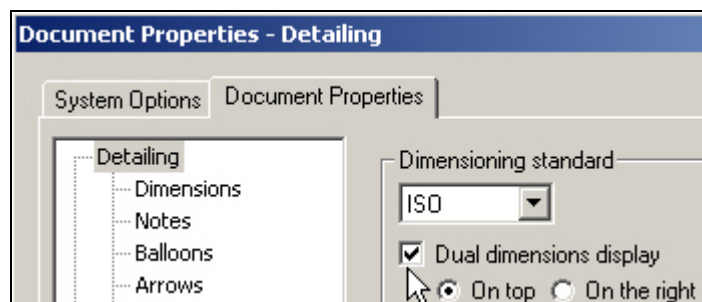 Document Properties - Detailing
System Options Document Properties
Detailing
Dimensions
Notes
Balloons
Arrows
Dimensioning standard
ISO
Dual dimensions display
On top On the right